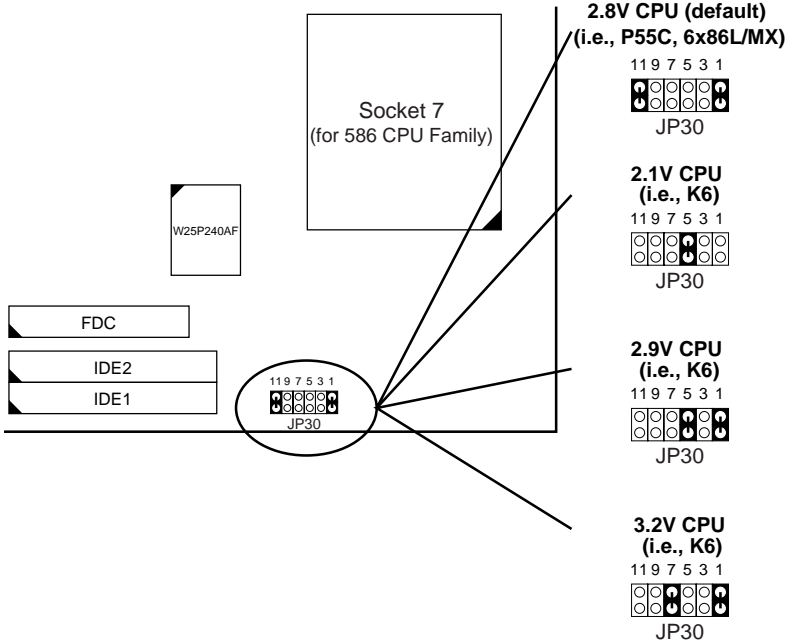 2.8V CPU (default)
(i.e., P55C, 6x86L/MX)
11 9 7 5 3 1
JP30
Socket 7
(for 586 CPU Family)
2.1V CPU
(i.e., K6)
11 9 7 5 3 1
JP30
W25P240AF
FDC
IDE2
IDE1
11 9 7 5 3 1
JP30
2.9V CPU
(i.e., K6)
11 9 7 5 3 1
JP30
3.2V CPU
(i.e., K6)
11 9 7 5 3 1
JP30